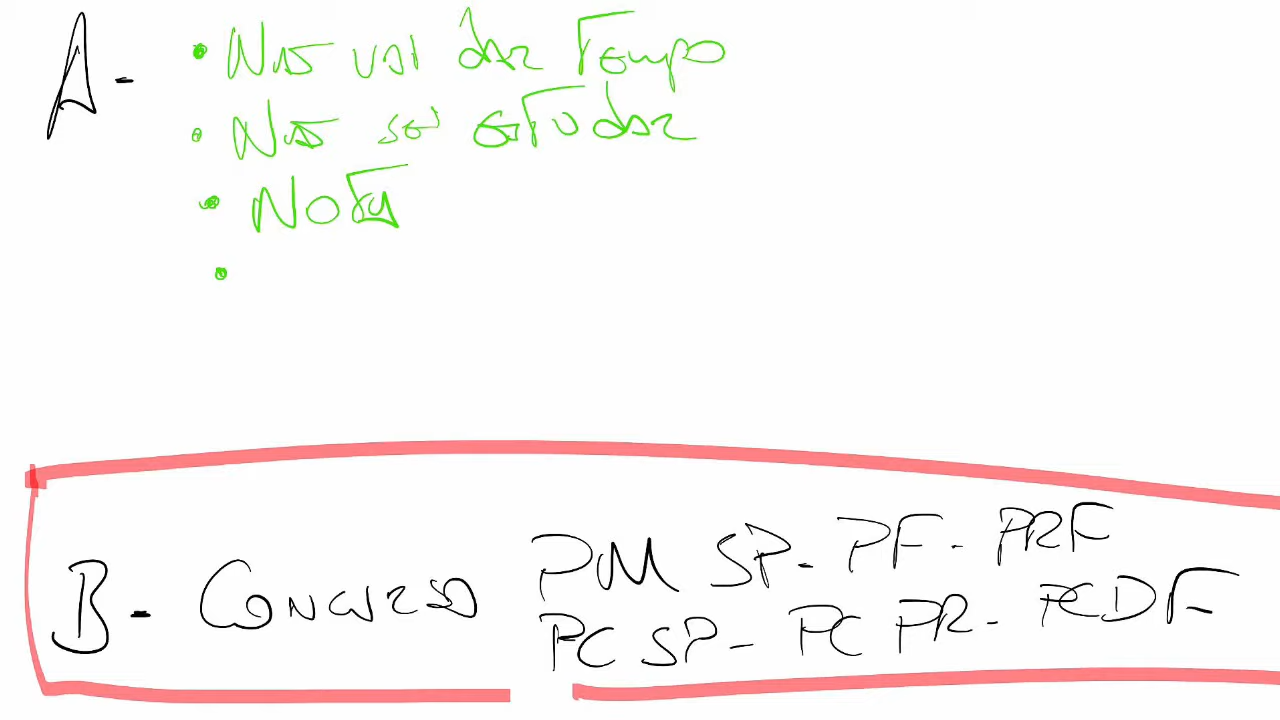 A-
• Não vai dar tempo
• Não sei estudar
• Nota
•
B - Concurso
PM SP - PF - PRF
PC SP - PC PR - PCDF